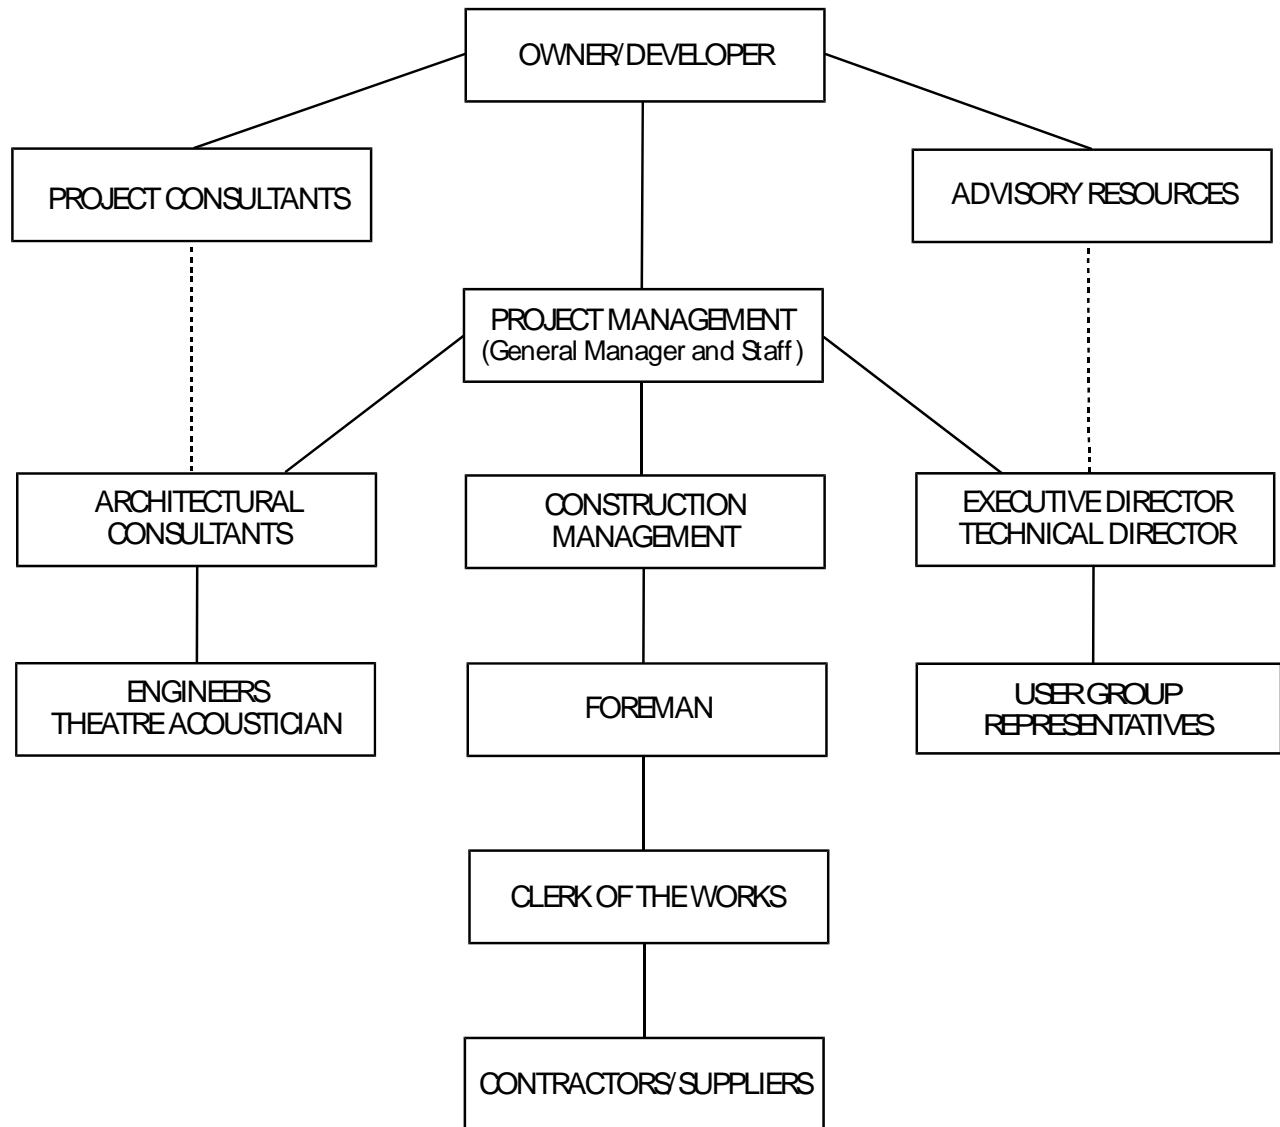 OWNER/DEVELOPER
PROJECT CONSULTANTS
ADVISORY RESOURCES
PROJECT MANAGEMENT
(General Manager and Staff)
ARCHITECTURAL
CONSULTANTS
CONSTRUCTION
MANAGEMENT
EXECUTIVE DIRECTOR
TECHNICAL DIRECTOR
ENGINEERS
THEATRE ACOUSTICIAN
FOREMAN
USER GROUP
REPRESENTATIVES
CLERK OF THE WORKS
CONTRACTORS/SUPPLIERS